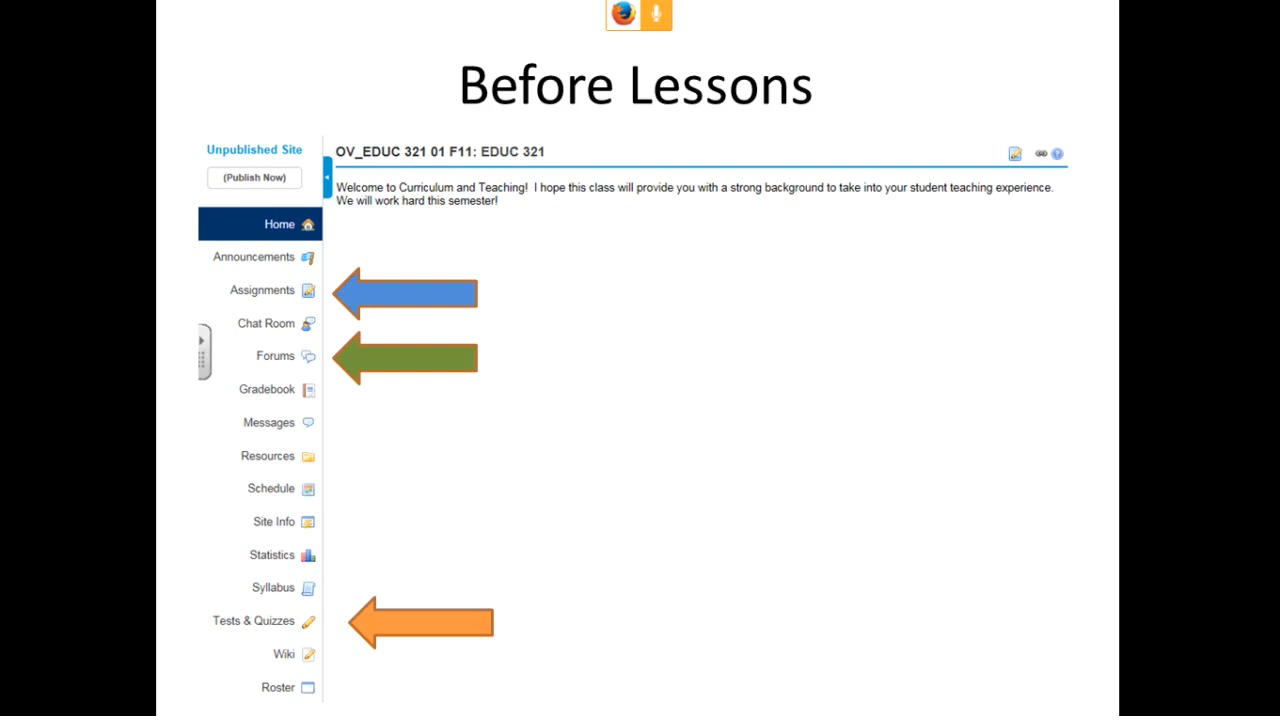 Before Lessons
Unpublished Site
(Publish Now)
OV_EDUC 321 01 F11: EDUC 321
Welcome to Curriculum and Teaching! I hope this class will provide you with a strong background to take into your student teaching experience.
We will work hard this semester!
Home
Announcements
Assignments
Chat Room
Forums
Gradebook
Messages
Resources
Schedule
Site Info
Statistics
Syllabus
Tests & Quizzes
Wiki
Roster